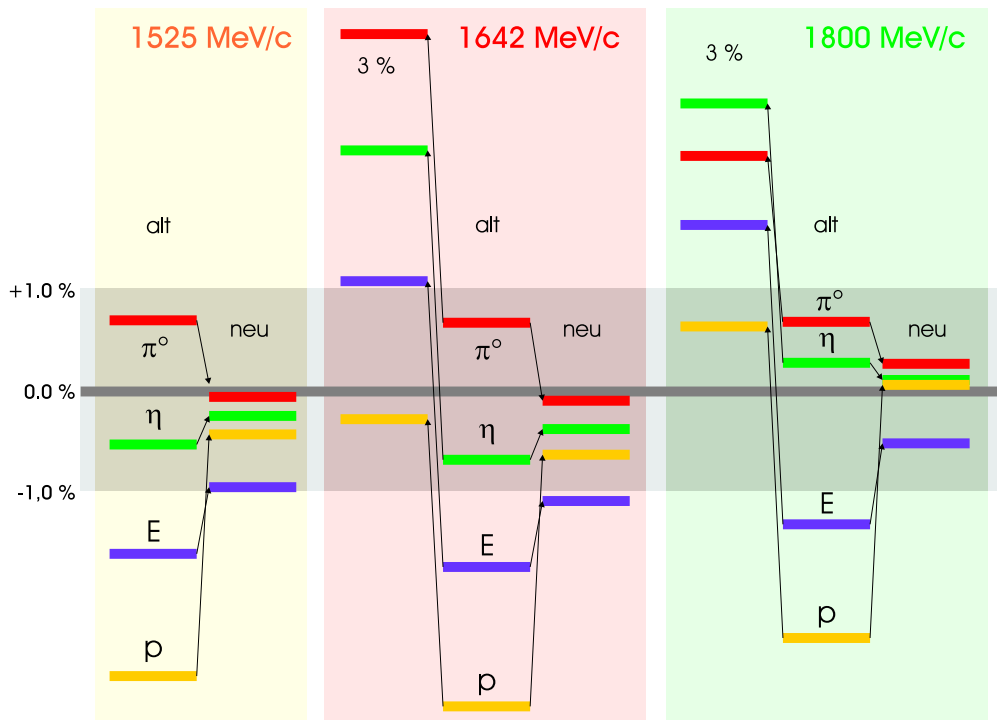 1525 MeV/c
1642 MeV/c
1800 MeV/c
3 %
3 %
alt
alt
alt
+1.0 %
0.0 %
-1,0 %
neu
neu
neu
π°
π°
π°
η
η
η
E
E
E
p
p
p